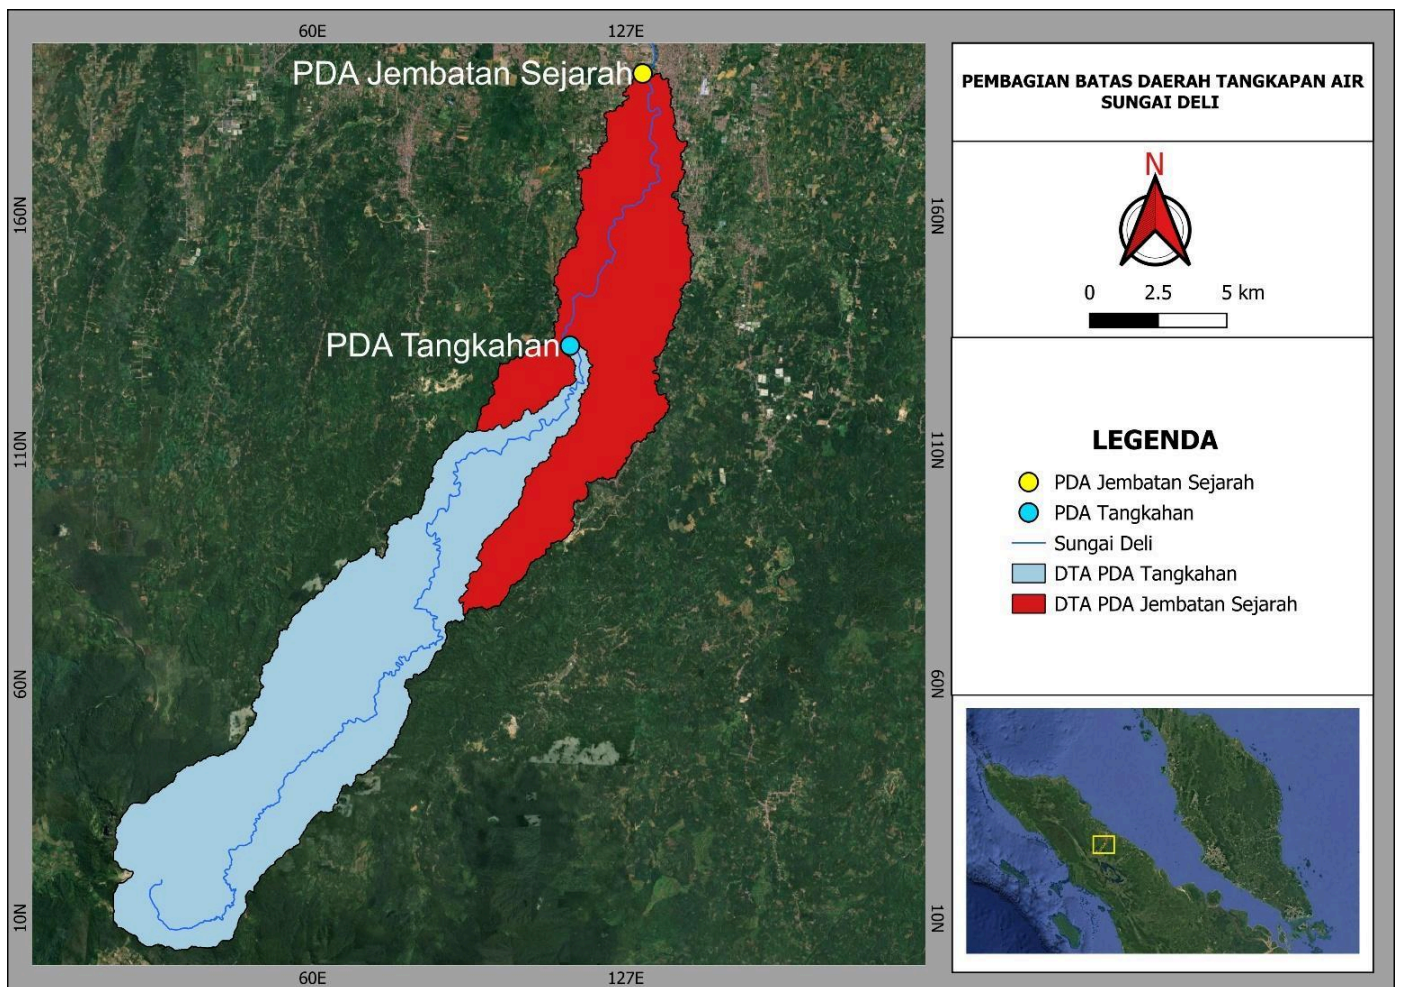 60E
127E
PDA Jembatan Sejarah
PDA Tangkahan
160N
110N
60N
10N
160N
110N
60N
10N
60E
127E
PEMBAGIAN BATAS DAERAH TANGKAPAN AIR
SUNGAI DELI
N
0 2.5 5 km
LEGENDA
PDA Jembatan Sejarah
PDA Tangkahan
Sungai Deli
DTA PDA Tangkahan
DTA PDA Jembatan Sejarah